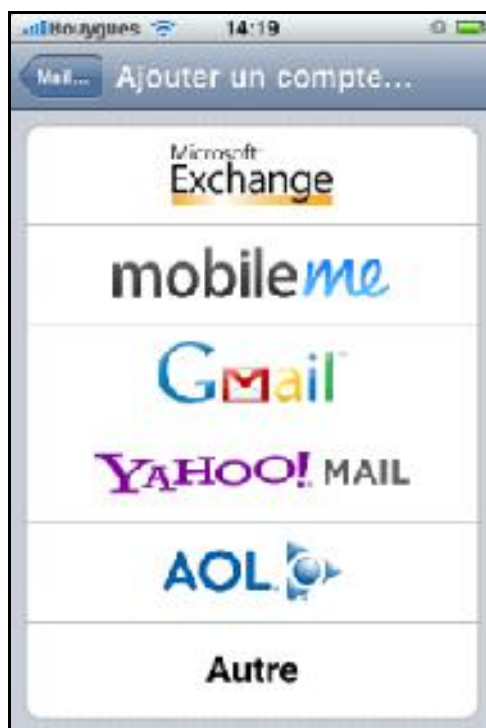 Bouygues 14:19
Mail... Ajouter un compte...
Microsoft
Exchange
mobileme
Gmail
YAHOO! MAIL
AOL
Autre